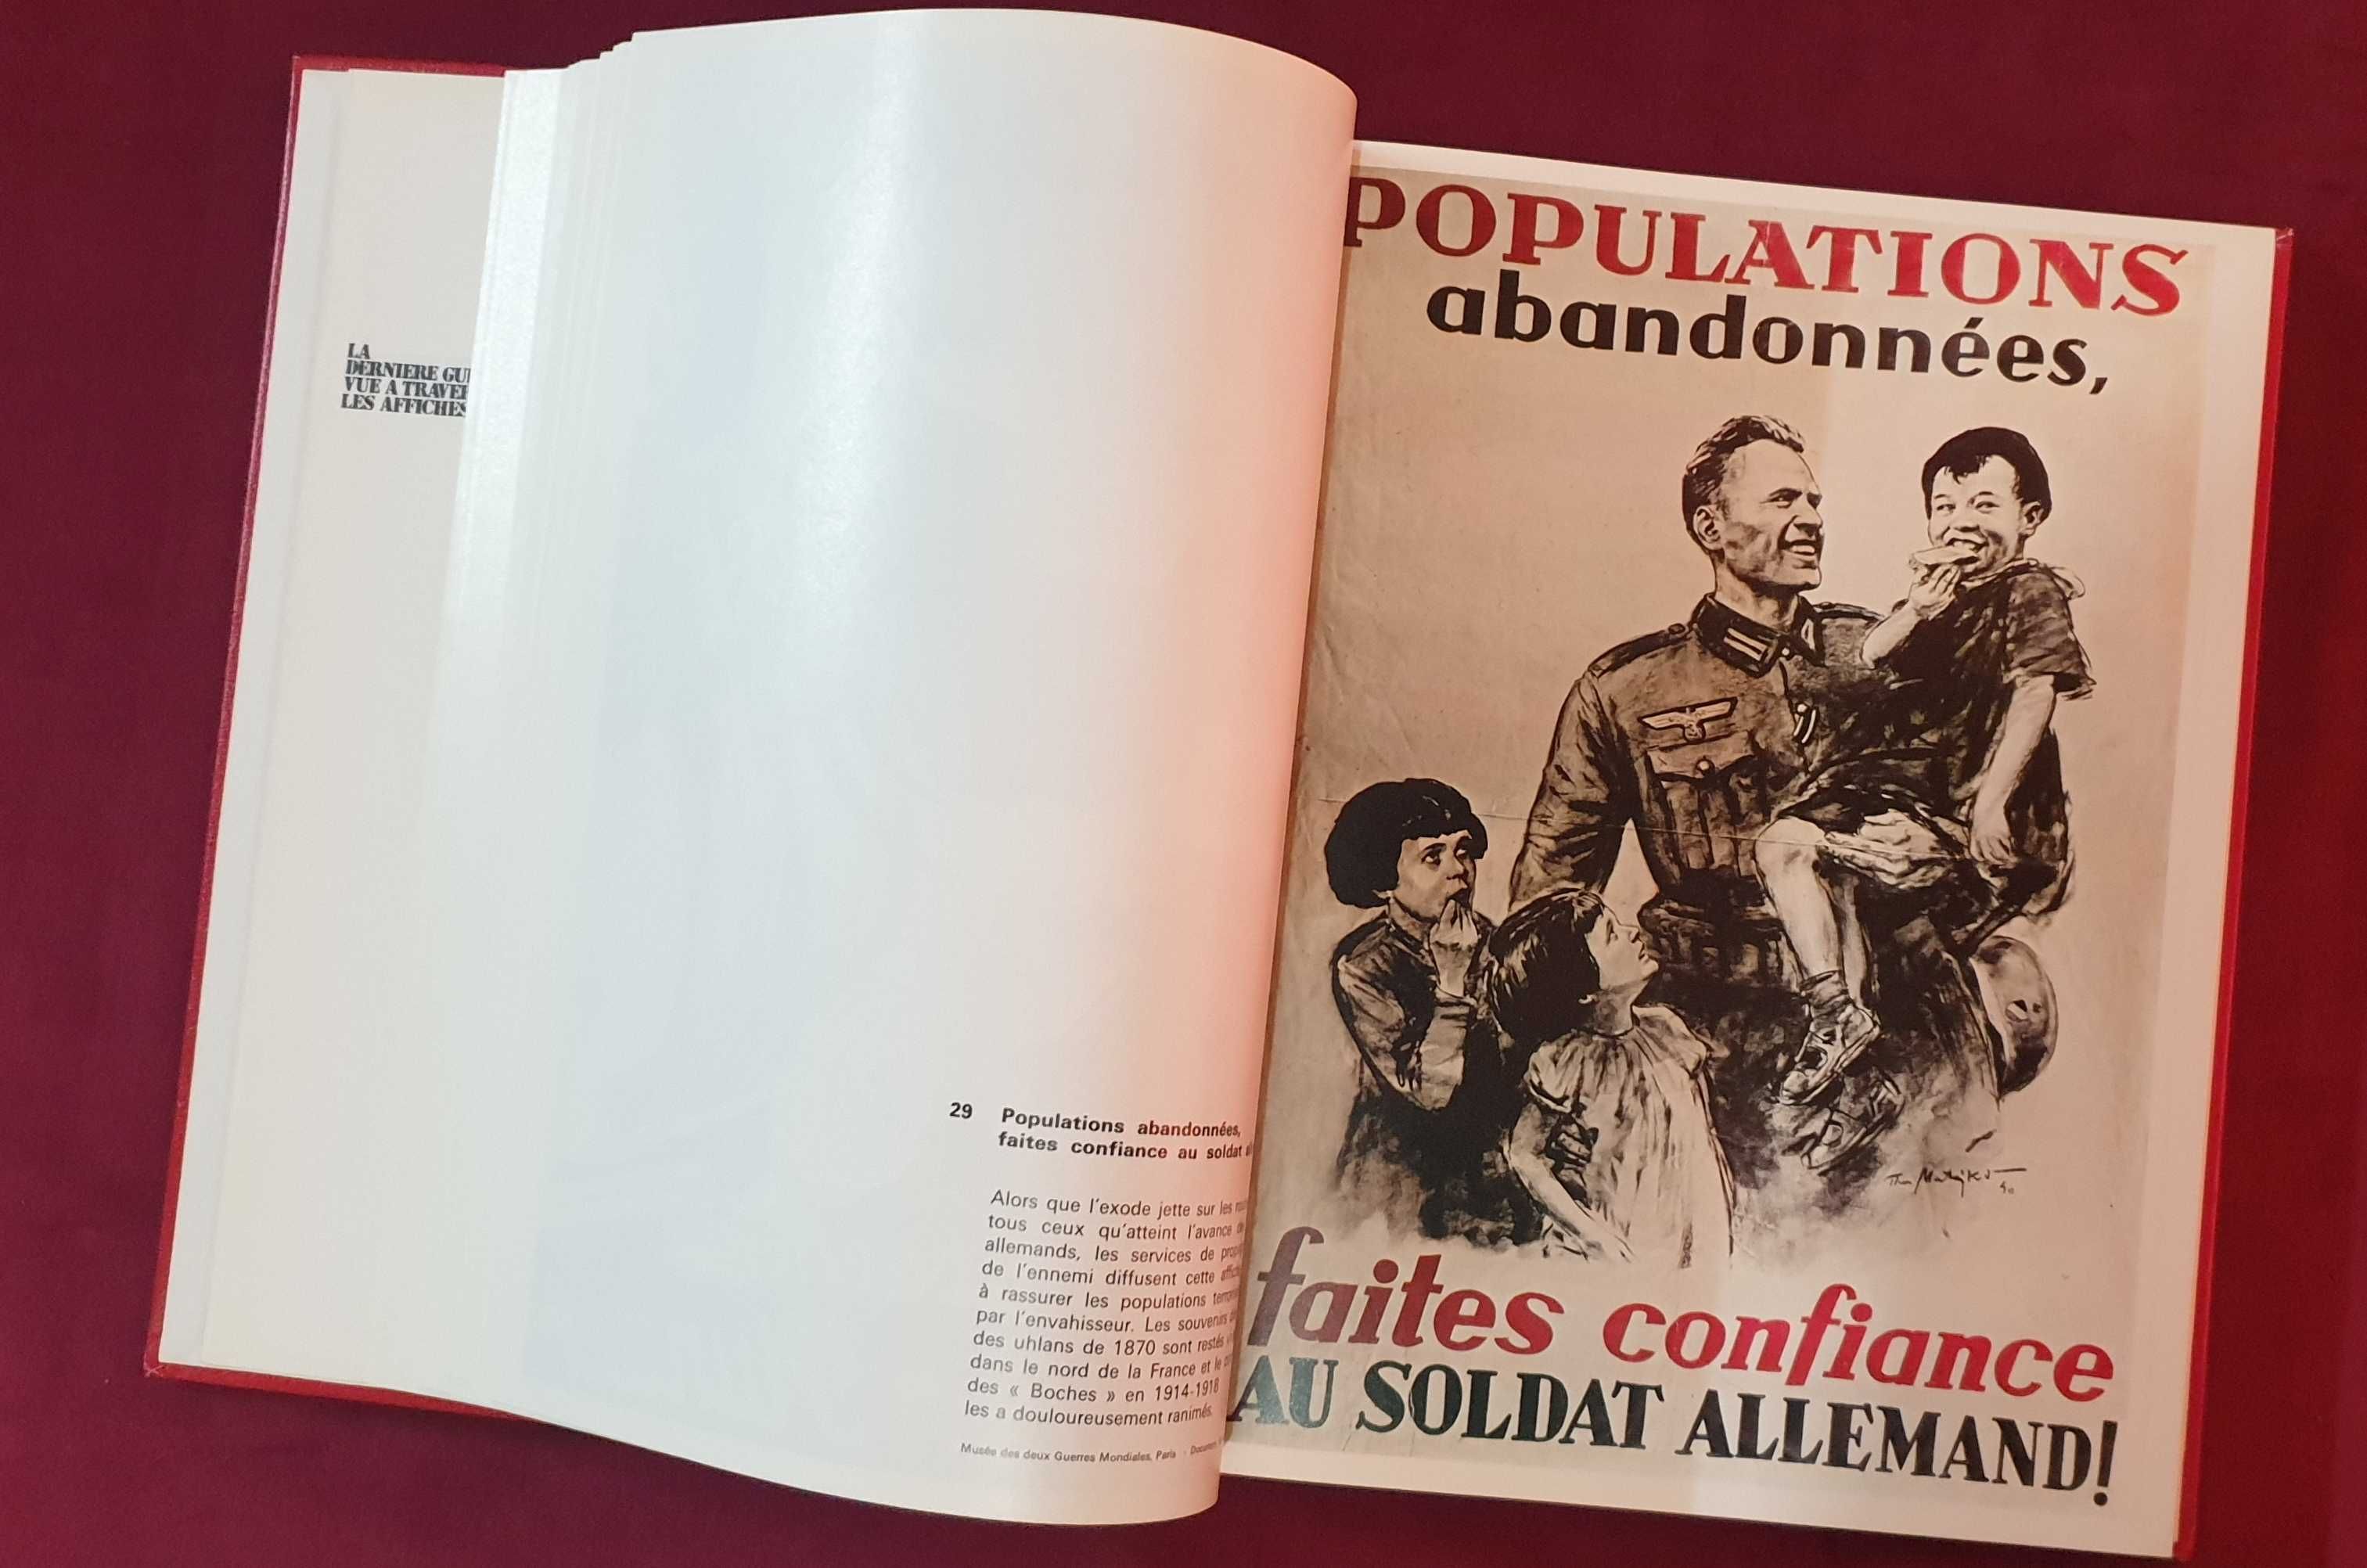 LA
DERNIERE
VUE A
LES AFFICHES
29 Populations abandonnées,
faites confiance au soldat
Alors que l'exode jette sur les
tous ceux qu'atteint l'avance
allemands, les services de
de l'ennemi diffusent cette
à rassurer les populations
par l'envahisseur. Les souvenirs
des uhlans de 1870 sont restés
dans le nord de la France et le
des « Boches » en 1914-1918
les a douloureusement ranimés.
Musée des deux Guerres Mondiales, Paris -
POPULATIONS
abandonnées,
faites confiance
AU SOLDAT ALLEMAND!